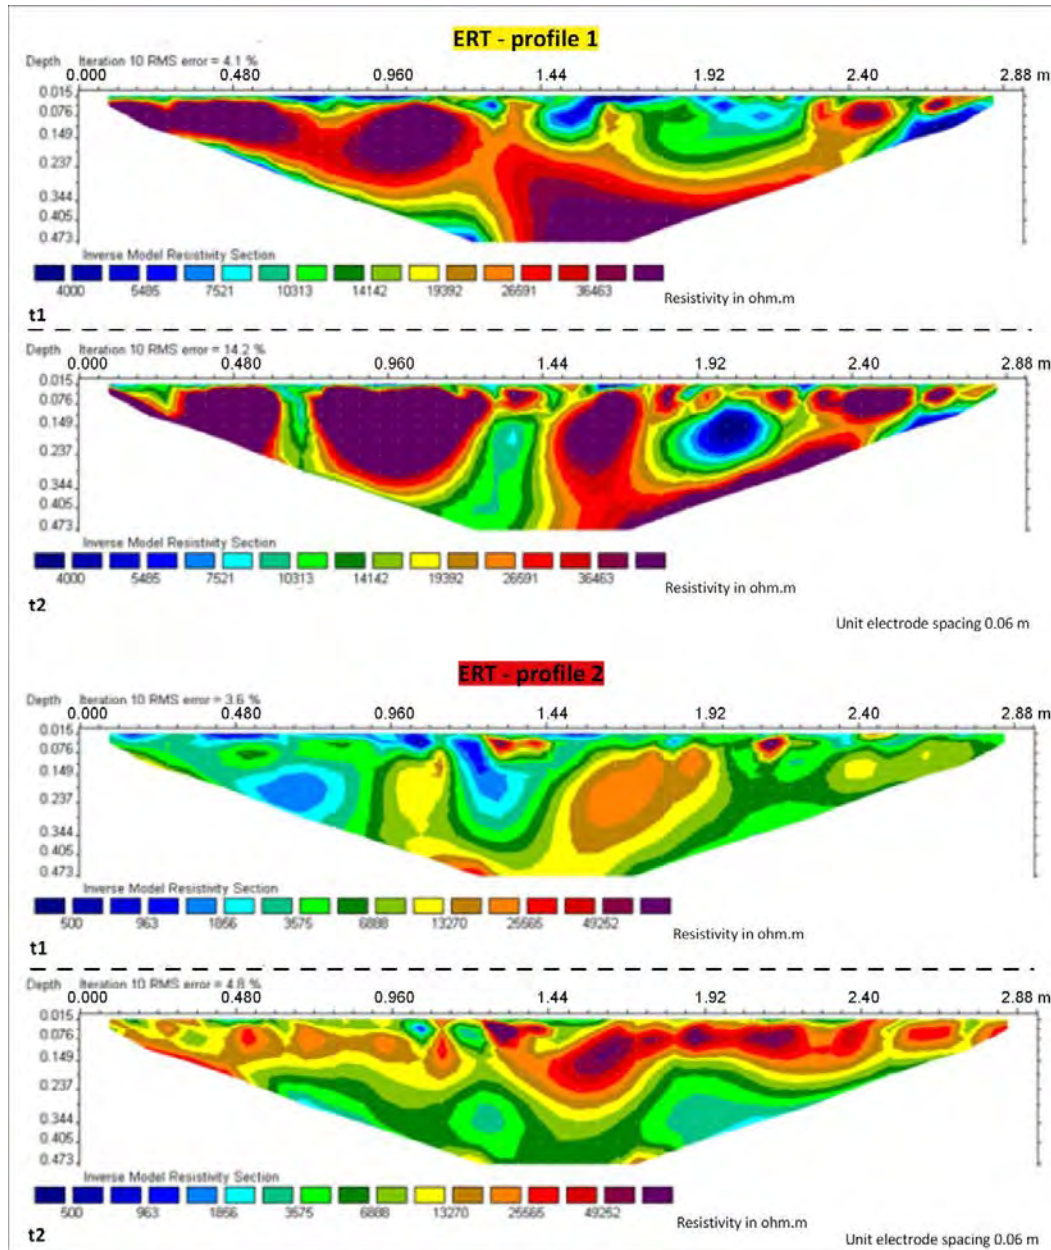 ERT - profile 1
Depth Iteration 10 RMS error = 4.1 %
0.000 0.480 0.960 1.44 1.92 2.40 2.88 m
0.015
0.076
0.149
0.237
0.344
0.405
0.473
Inverse Model Resistivity Section
4000 5485 7521 10313 14142 19392 26591 36463
Resistivity in ohm.m
t1
Depth Iteration 10 RMS error = 14.2 %
0.000 0.480 0.960 1.44 1.92 2.40 2.88 m
0.015
0.076
0.149
0.237
0.344
0.405
0.473
Inverse Model Resistivity Section
4000 5485 7521 10313 14142 19392 26591 36463
Resistivity in ohm.m
t2
Unit electrode spacing 0.06 m
ERT - profile 2
Depth Iteration 10 RMS error = 3.6 %
0.000 0.480 0.960 1.44 1.92 2.40 2.88 m
0.015
0.076
0.149
0.237
0.344
0.405
0.473
Inverse Model Resistivity Section
500 963 1856 3575 6888 13270 25565 49252
Resistivity in ohm.m
t1
Depth Iteration 10 RMS error = 4.8 %
0.000 0.480 0.960 1.44 1.92 2.40 2.88 m
0.015
0.076
0.149
0.237
0.344
0.405
0.473
Inverse Model Resistivity Section
500 963 1856 3575 6888 13270 25565 49252
Resistivity in ohm.m
t2
Unit electrode spacing 0.06 m